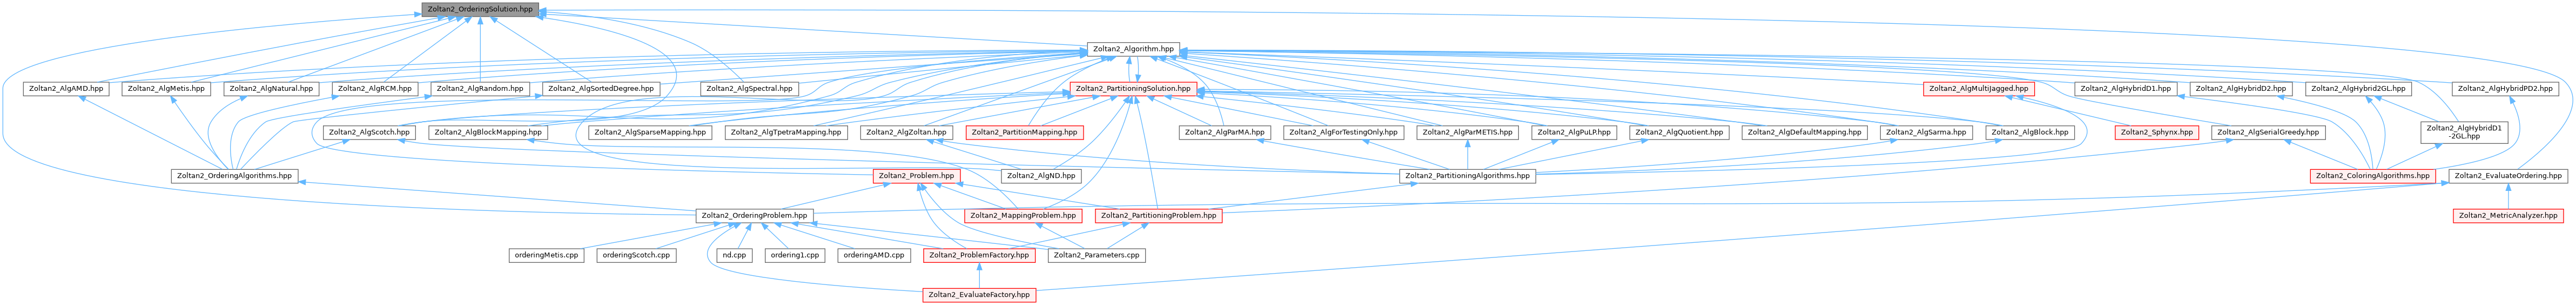 Zoltan2_OrderingSolution.hpp
Zoltan2_Algorithm.hpp
Zoltan2_AlgAMD.hpp
Zoltan2_AlgMetis.hpp
Zoltan2_AlgNatural.hpp
Zoltan2_AlgRCM.hpp
Zoltan2_AlgRandom.hpp
Zoltan2_AlgSortedDegree.hpp
Zoltan2_AlgSpectral.hpp
Zoltan2_PartitioningSolution.hpp
Zoltan2_AlgMultiJagged.hpp
Zoltan2_AlgHybridD1.hpp
Zoltan2_AlgHybridD2.hpp
Zoltan2_AlgHybrid2GL.hpp
Zoltan2_AlgHybridPD2.hpp
Zoltan2_AlgScotch.hpp
Zoltan2_AlgBlockMapping.hpp
Zoltan2_AlgSparseMapping.hpp
Zoltan2_AlgTpetraMapping.hpp
Zoltan2_AlgZoltan.hpp
Zoltan2_PartitionMapping.hpp
Zoltan2_AlgParMA.hpp
Zoltan2_AlgForTestingOnly.hpp
Zoltan2_AlgParMETIS.hpp
Zoltan2_AlgPuLP.hpp
Zoltan2_AlgQuotient.hpp
Zoltan2_AlgDefaultMapping.hpp
Zoltan2_AlgSarma.hpp
Zoltan2_AlgBlock.hpp
Zoltan2_Sphynx.hpp
Zoltan2_AlgSerialGreedy.hpp
Zoltan2_AlgHybridD1
-2GL.hpp
Zoltan2_OrderingAlgorithms.hpp
Zoltan2_Problem.hpp
Zoltan2_AlgND.hpp
Zoltan2_PartitioningAlgorithms.hpp
Zoltan2_ColoringAlgorithms.hpp
Zoltan2_EvaluateOrdering.hpp
Zoltan2_OrderingProblem.hpp
Zoltan2_MappingProblem.hpp
Zoltan2_PartitioningProblem.hpp
Zoltan2_MetricAnalyzer.hpp
orderingMetis.cpp
orderingScotch.cpp
nd.cpp
ordering1.cpp
orderingAMD.cpp
Zoltan2_ProblemFactory.hpp
Zoltan2_Parameters.cpp
Zoltan2_EvaluateFactory.hpp